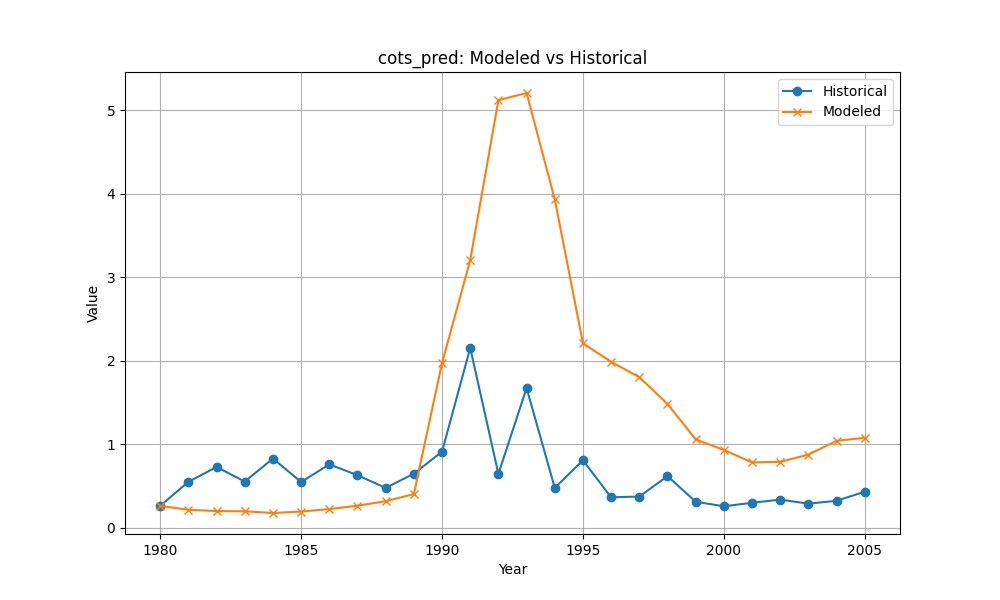 cots_pred: Modeled vs Historical
Historical
Modeled
Value
5
4
3
2
1
0
1980
1985
1990
1995
2000
2005
Year